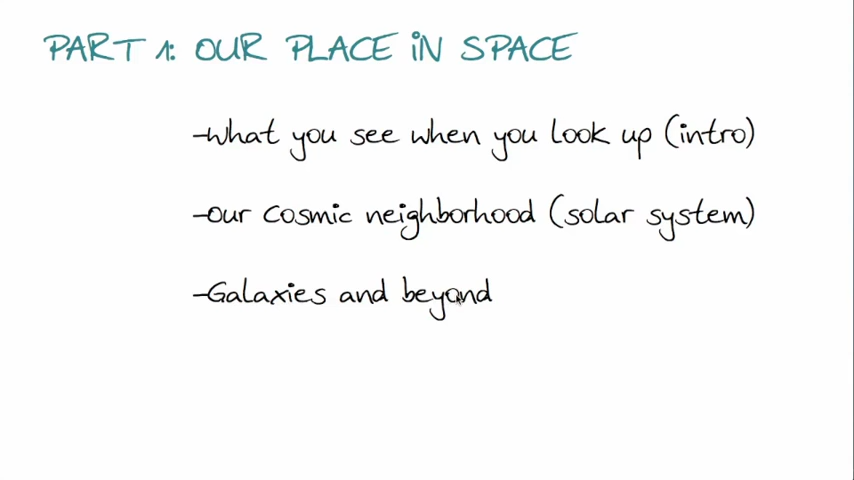 PART 1: OUR PLACE IN SPACE
-what you see when you look up (intro)
-our cosmic neighborhood (solar system)
-Galaxies and beyond